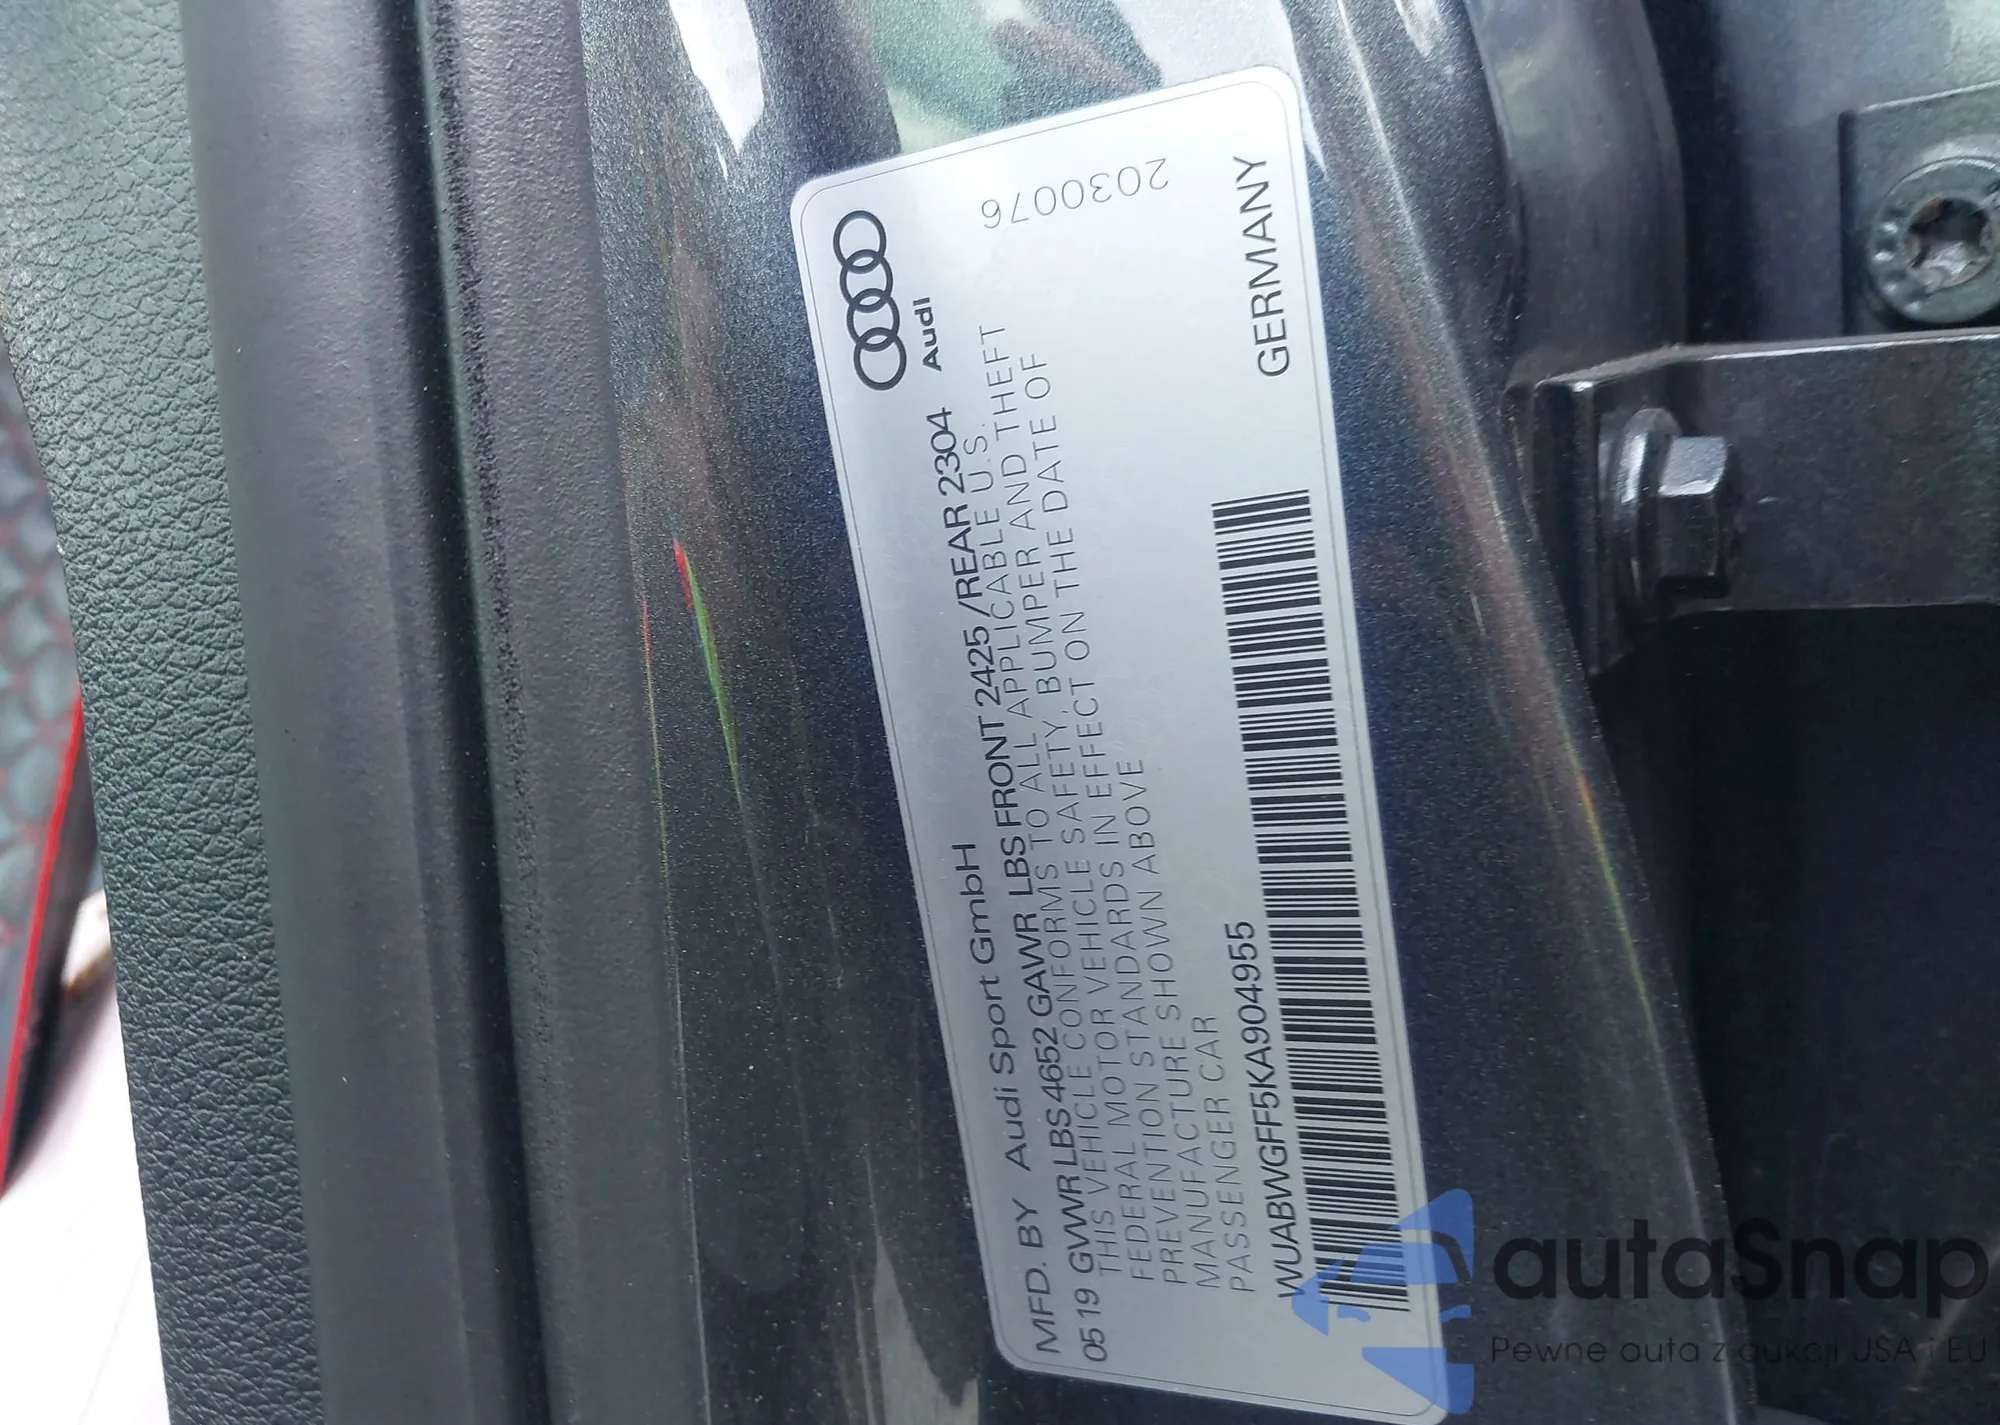 MFD. BY Audi Sport GmbH
05 19 GVWR LBS 4652 GAWR LBS FRONT 2425 /REAR 2304
Audi
THIS VEHICLE CONFORMS TO ALL APPLICABLE U.S.
FEDERAL MOTOR VEHICLE SAFETY, BUMPER AND THEFT
PREVENTION STANDARDS IN EFFECT ON THE DATE OF
MANUFACTURE SHOWN ABOVE
PASSENGER CAR
2030076
WUABWGFF5KA904955
GERMANY
autaSnap
Pewne auta z aukcji USA i EU